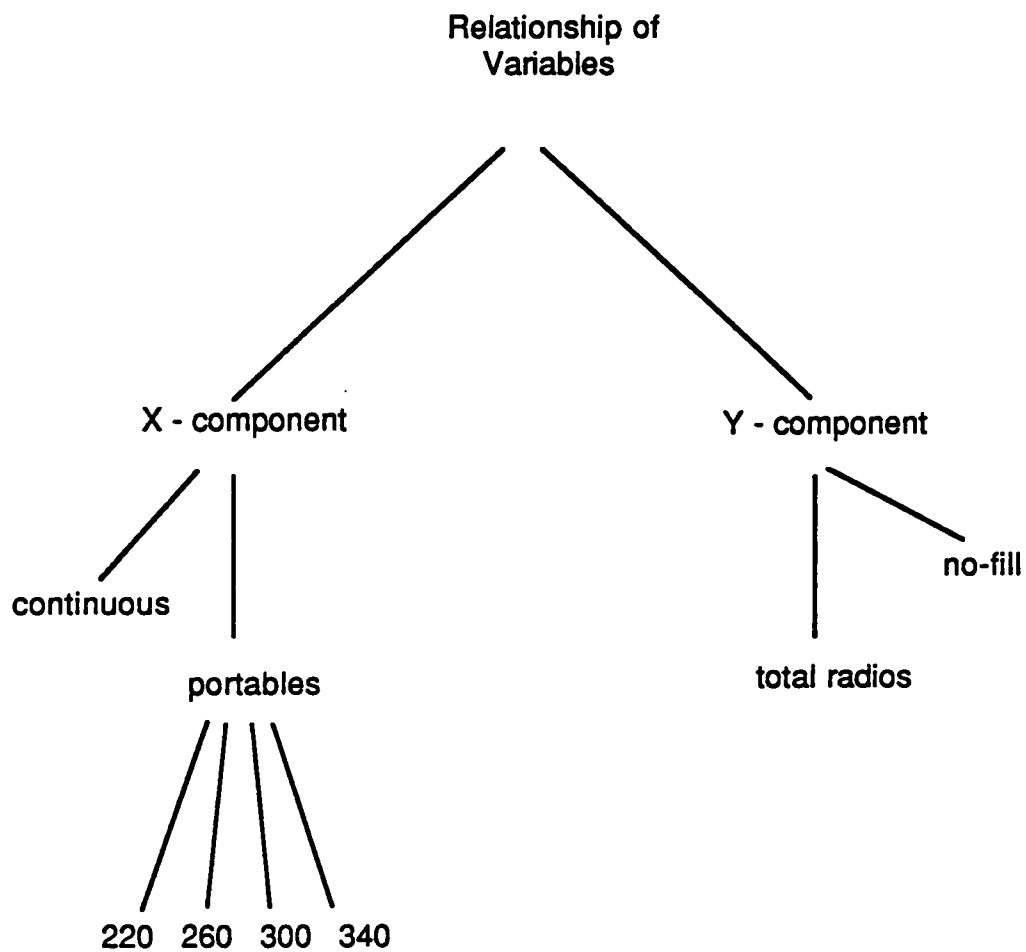 Relationship of
Variables
X - component
Y - component
continuous
no-fill
portables
total radios
220 260 300 340